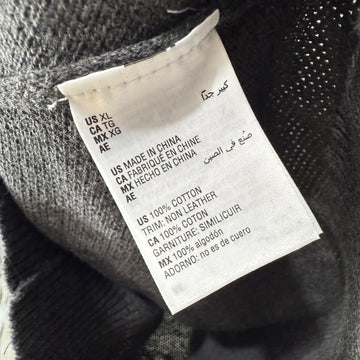 US XL
CA TG
MX XG
AE كبير جدًا
US MADE IN CHINA
CA FABRIQUÉ EN CHINE
MX HECHO EN CHINA
AE صنع في الصين
US 100% COTTON
TRIM: NON LEATHER
CA 100% COTON
GARNITURE: SIMILICUIR
MX 100% algodón
ADORNO: no es de cuero